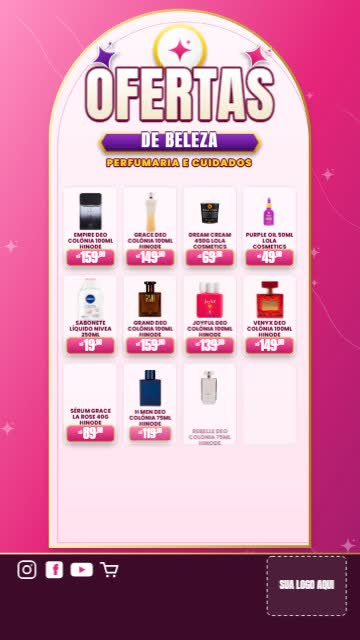 OFERTAS
DE BELEZA
PERFUMARIA E CUIDADOS
EMPIRE DEO
COLÔNIA 100ML
HINODE
R$159
GRACE DEO
COLÔNIA 100ML
HINODE
R$149
DREAM CREAM
450G LOLA
COSMETICS
R$69
PURPLE OIL 50ML
LOLA
COSMETICS
R$49
NIVEA
SABONETE
LÍQUIDO NIVEA
250ML
R$19
GRAND DEO
COLÔNIA 100ML
HINODE
R$159
Joyful
JOYFUL DEO
COLÔNIA 100ML
HINODE
R$139
VENYX DEO
COLÔNIA 100ML
HINODE
R$149
SÉRUM GRACE
LA ROSE 40G
HINODE
R$89
H MEN DEO
COLÔNIA 75ML
HINODE
R$119
REBELLE DEO
COLÔNIA 75ML
HINODE
SUA LOGO AQUI